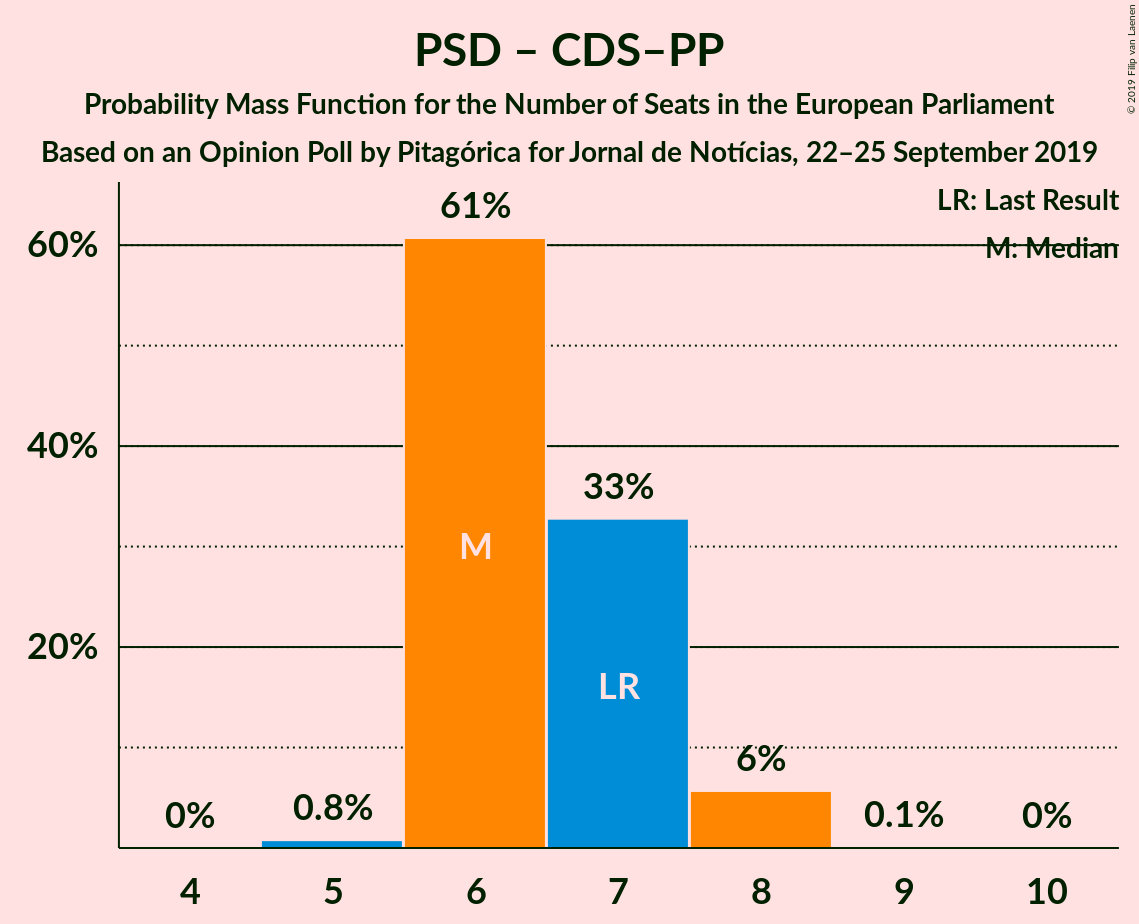 PSD – CDS–PP
Probability Mass Function for the Number of Seats in the European Parliament
Based on an Opinion Poll by Pitagórica for Jornal de Notícias, 22–25 September 2019
© 2019 Filip van Laenen
LR: Last Result
M: Median
60%
40%
20%
0%
0.8%
61%
33%
6%
0.1%
0%
M
LR
4
5
6
7
8
9
10